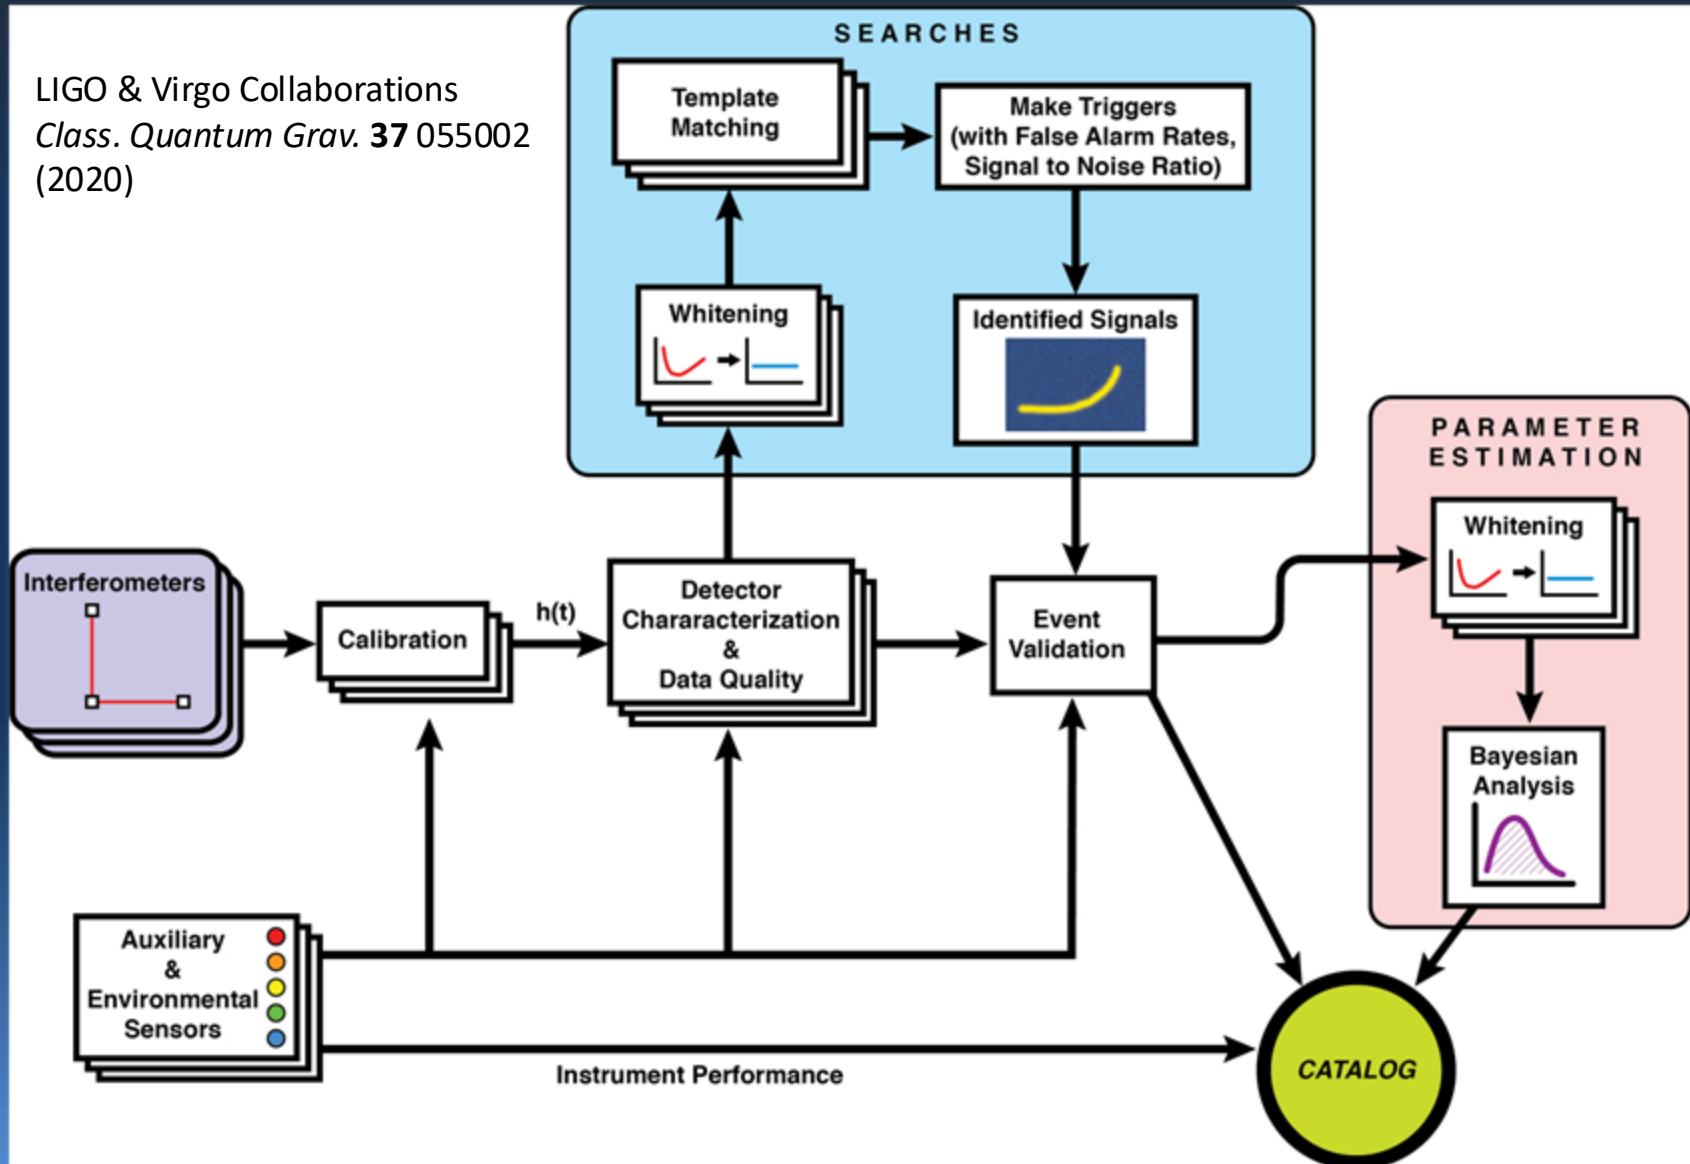 LIGO & Virgo Collaborations
Class. Quantum Grav. 37 055002
(2020)
SEARCHES
Template
Matching
Make Triggers
(with False Alarm Rates,
Signal to Noise Ratio)
Whitening
Identified Signals
PARAMETER
ESTIMATION
Whitening
Interferometers
Calibration
h(t)
Detector
Chararacterization
&
Data Quality
Event
Validation
Bayesian
Analysis
Auxiliary
&
Environmental
Sensors
Instrument Performance
CATALOG